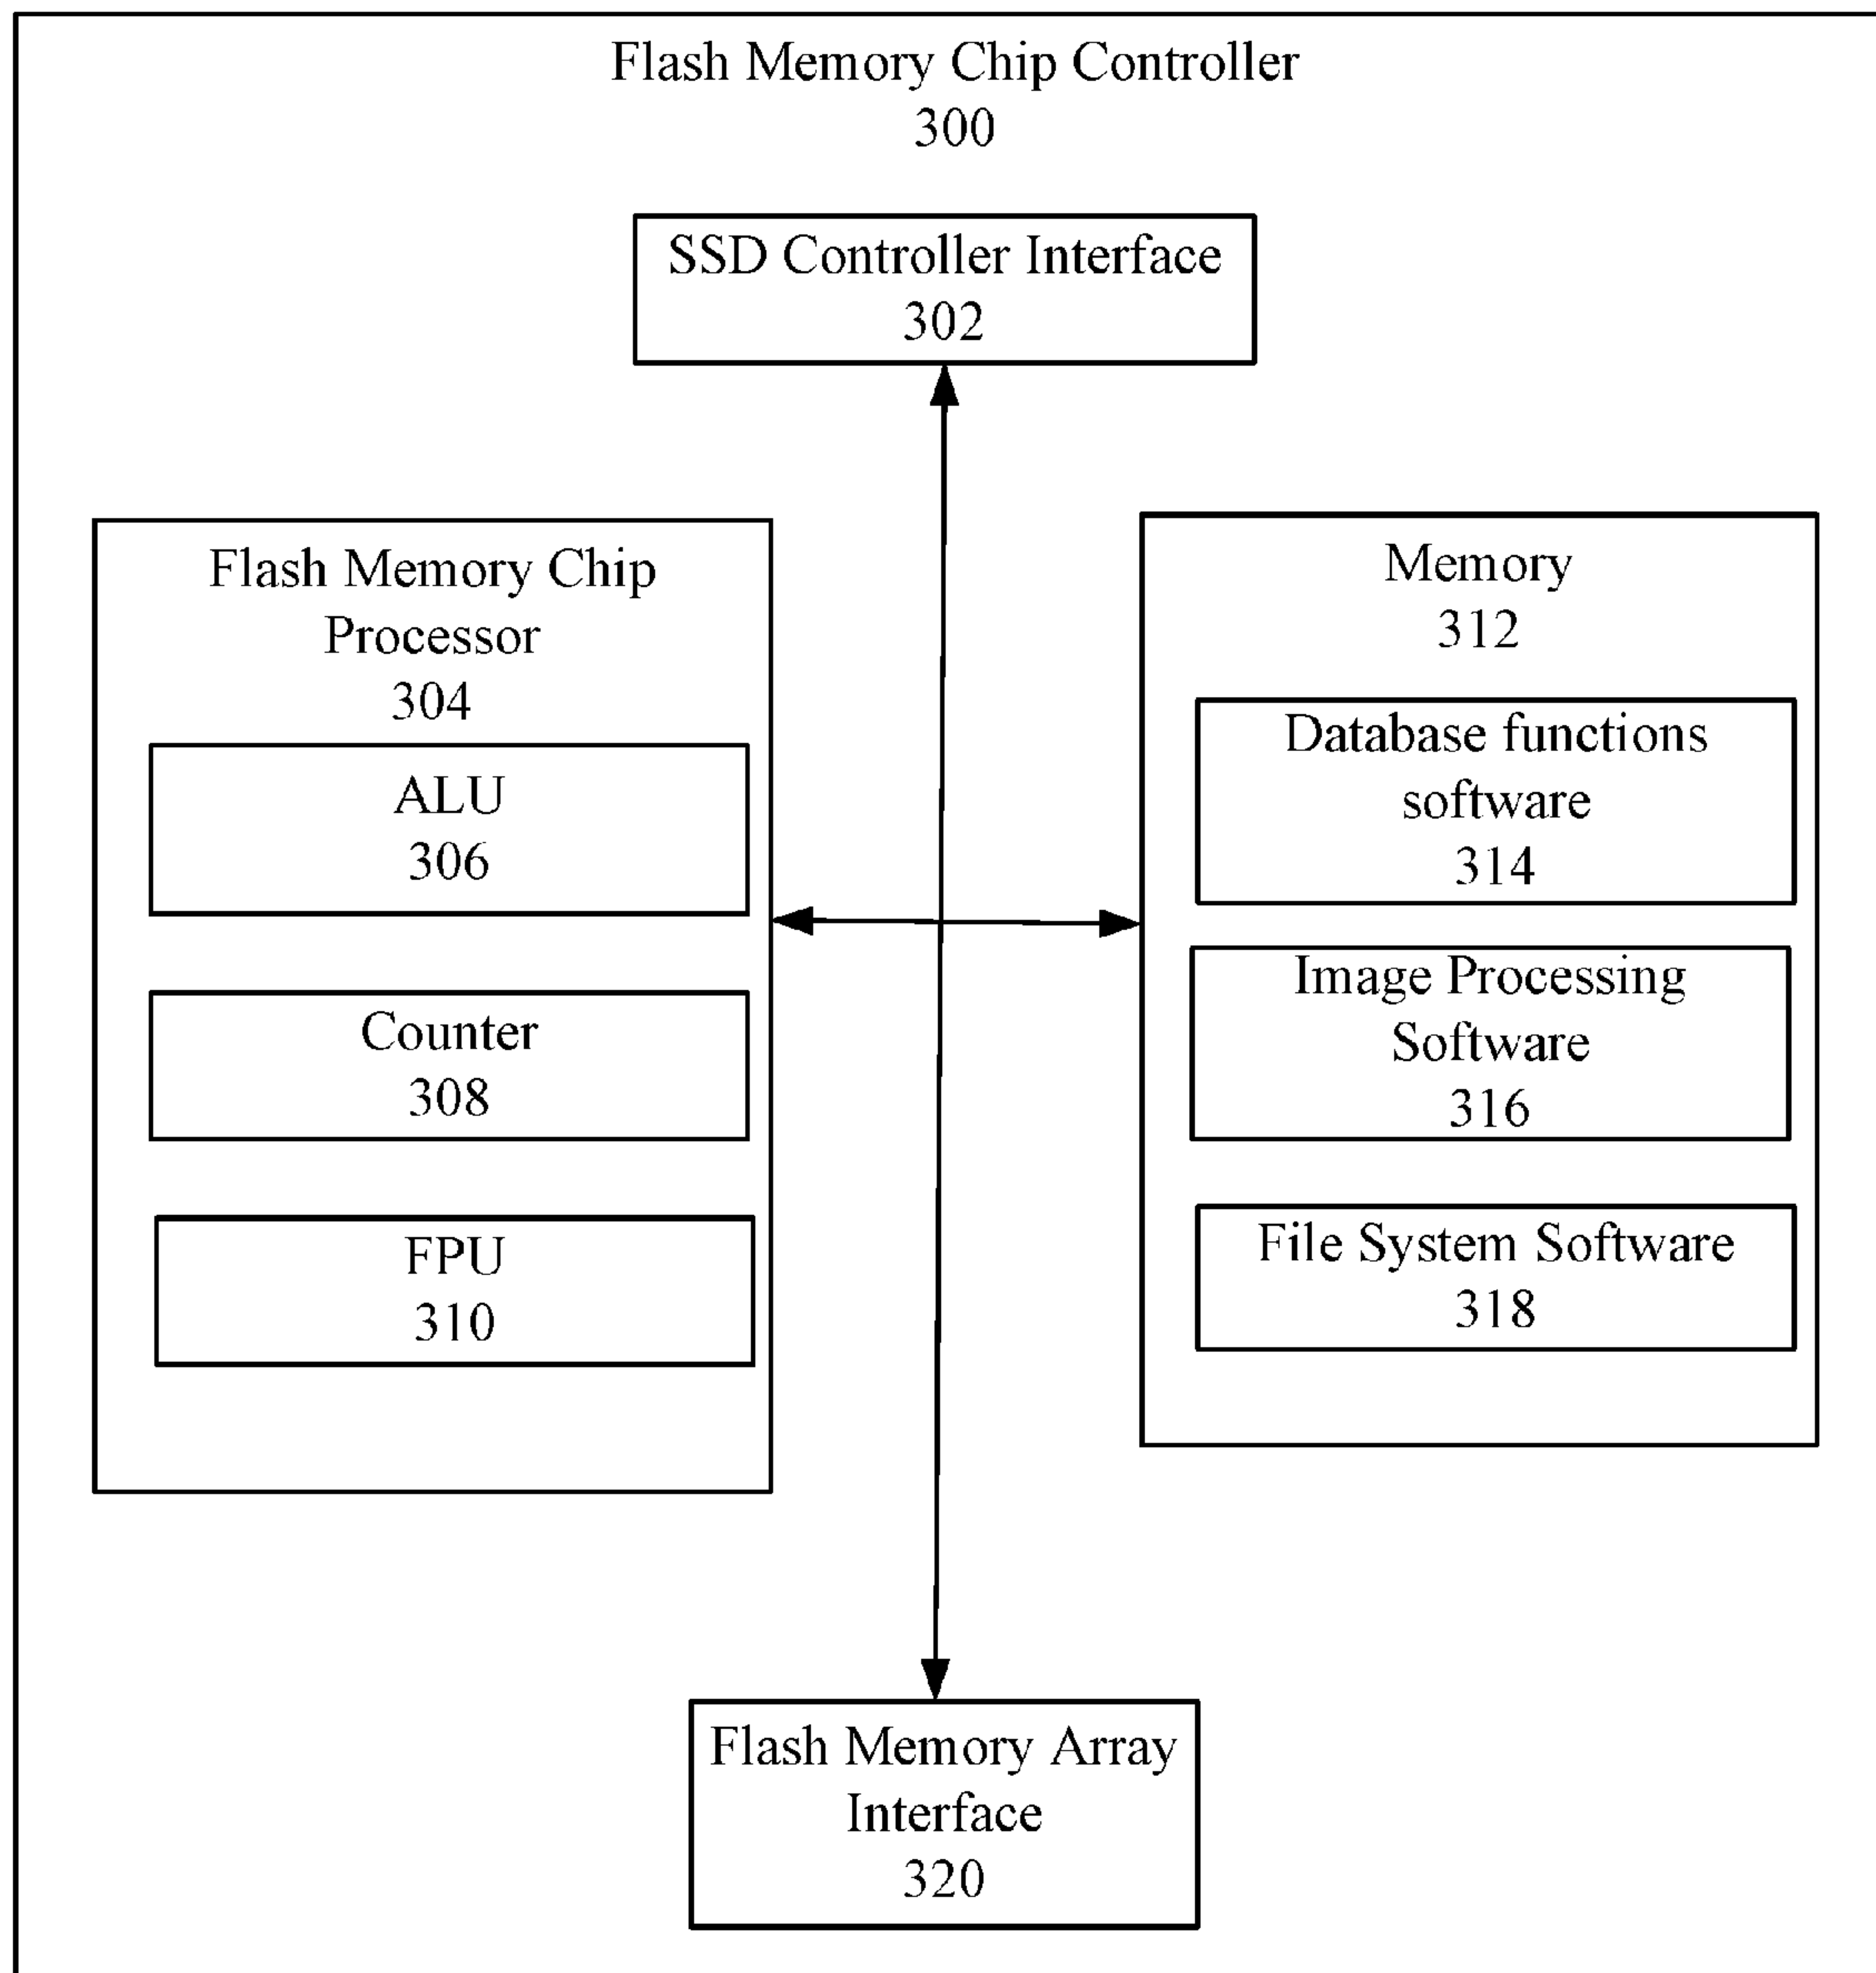 Flash Memory Chip Controller
300
SSD Controller Interface
302
Flash Memory Chip
Processor
304
ALU
306
Counter
308
FPU
310
Memory
312
Database functions
software
314
Image Processing
Software
316
File System Software
318
Flash Memory Array
Interface
320